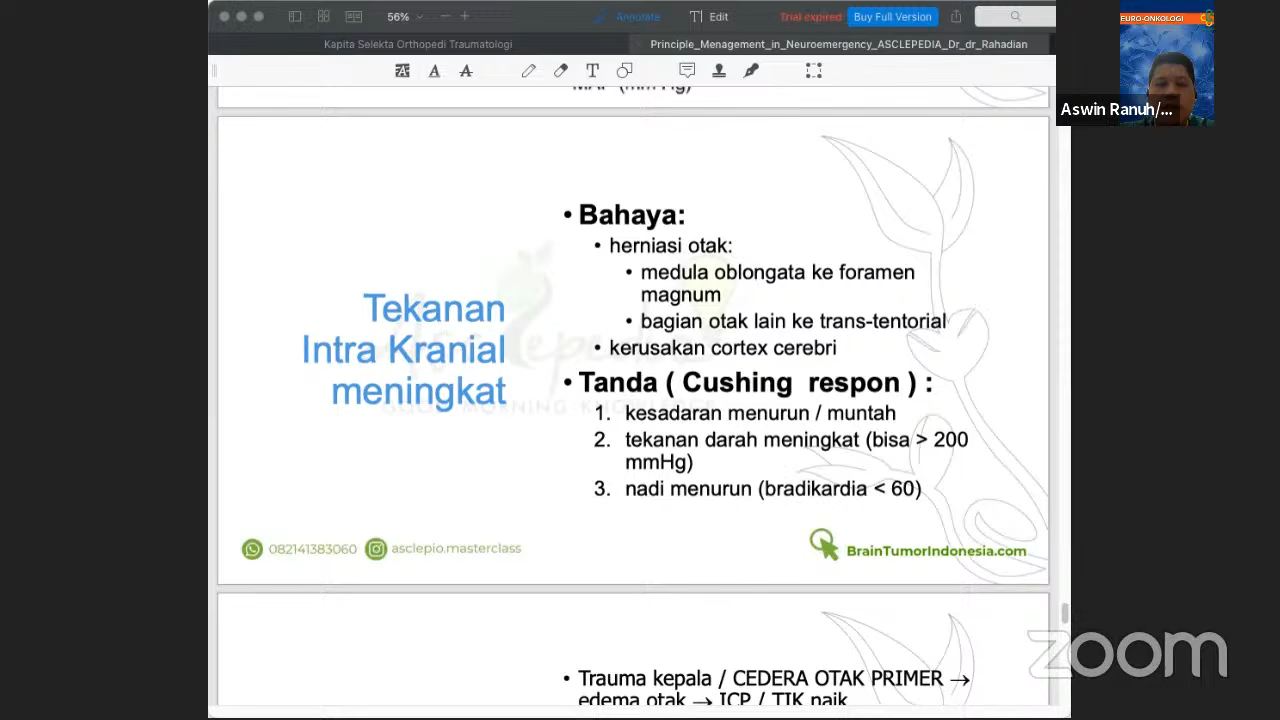 56%
Annotate
Edit
Trial expired
Buy Full Version
Kapita Selekta Orthopedi Traumatologi
Principle_Menagement_in_Neuroemergency_ASCLEPEDIA_Dr_dr_Rahadian
EURO-ONKOLOGI
Aswin Ranuh/...
Tekanan
Intra Kranial
meningkat
• Bahaya:
• herniasi otak:
• medula oblongata ke foramen
magnum
• bagian otak lain ke trans-tentorial
• kerusakan cortex cerebri
• Tanda ( Cushing respon ) :
1. kesadaran menurun / muntah
2. tekanan darah meningkat (bisa > 200
mmHg)
3. nadi menurun (bradikardia < 60)
GOOD MORNING KNOWLEDGE
082141383060
asclepio.masterclass
BrainTumorIndonesia.com
• Trauma kepala / CEDERA OTAK PRIMER →
edema otak → ICP / TIK naik
zoom